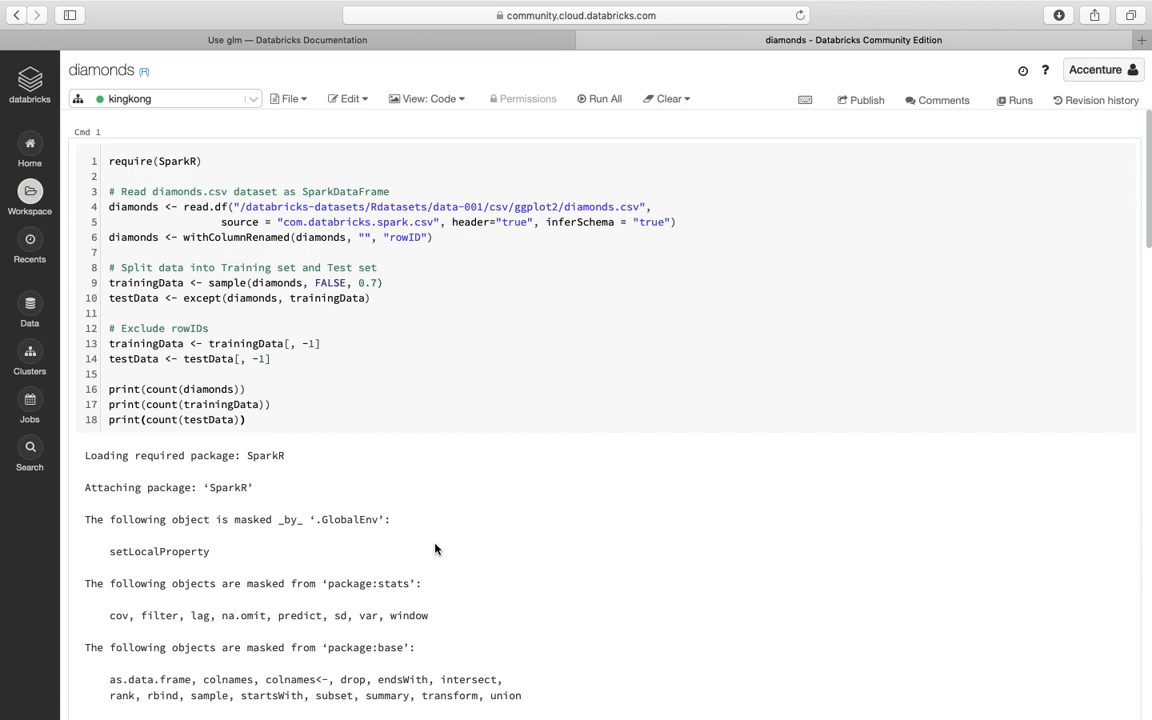 community.cloud.databricks.com
Use glm — Databricks Documentation
diamonds - Databricks Community Edition
databricks
Home
Workspace
Recents
Data
Clusters
Jobs
Search
diamonds (R)
Accenture
kingkong
File
Edit
View: Code
Permissions
Run All
Clear
Publish
Comments
Runs
Revision history
Cmd 1
1 require(SparkR)
2
3 # Read diamonds.csv dataset as SparkDataFrame
4 diamonds <- read.df("/databricks-datasets/Rdatasets/data-001/csv/ggplot2/diamonds.csv",
5 source = "com.databricks.spark.csv", header="true", inferSchema = "true")
6 diamonds <- withColumnRenamed(diamonds, "", "rowID")
7
8 # Split data into Training set and Test set
9 trainingData <- sample(diamonds, FALSE, 0.7)
10 testData <- except(diamonds, trainingData)
11
12 # Exclude rowIDs
13 trainingData <- trainingData[, -1]
14 testData <- testData[, -1]
15
16 print(count(diamonds))
17 print(count(trainingData))
18 print(count(testData))
Loading required package: SparkR
Attaching package: ‘SparkR’
The following object is masked _by_ ‘.GlobalEnv’:
setLocalProperty
The following objects are masked from ‘package:stats’:
cov, filter, lag, na.omit, predict, sd, var, window
The following objects are masked from ‘package:base’:
as.data.frame, colnames, colnames<-, drop, endsWith, intersect,
rank, rbind, sample, startsWith, subset, summary, transform, union